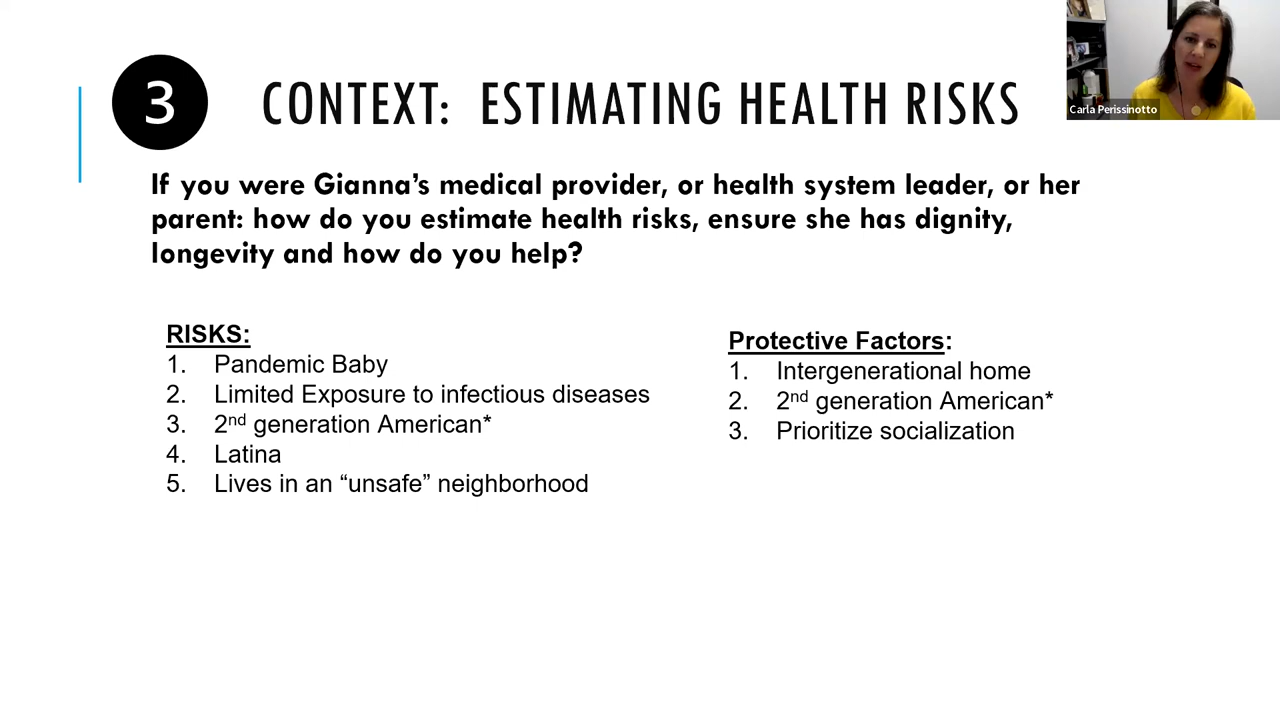 3
CONTEXT: ESTIMATING HEALTH RISKS
Carla Perissinotto
If you were Gianna’s medical provider, or health system leader, or her
parent: how do you estimate health risks, ensure she has dignity,
longevity and how do you help?
RISKS:
1. Pandemic Baby
2. Limited Exposure to infectious diseases
3. 2nd generation American*
4. Latina
5. Lives in an “unsafe” neighborhood
Protective Factors:
1. Intergenerational home
2. 2nd generation American*
3. Prioritize socialization